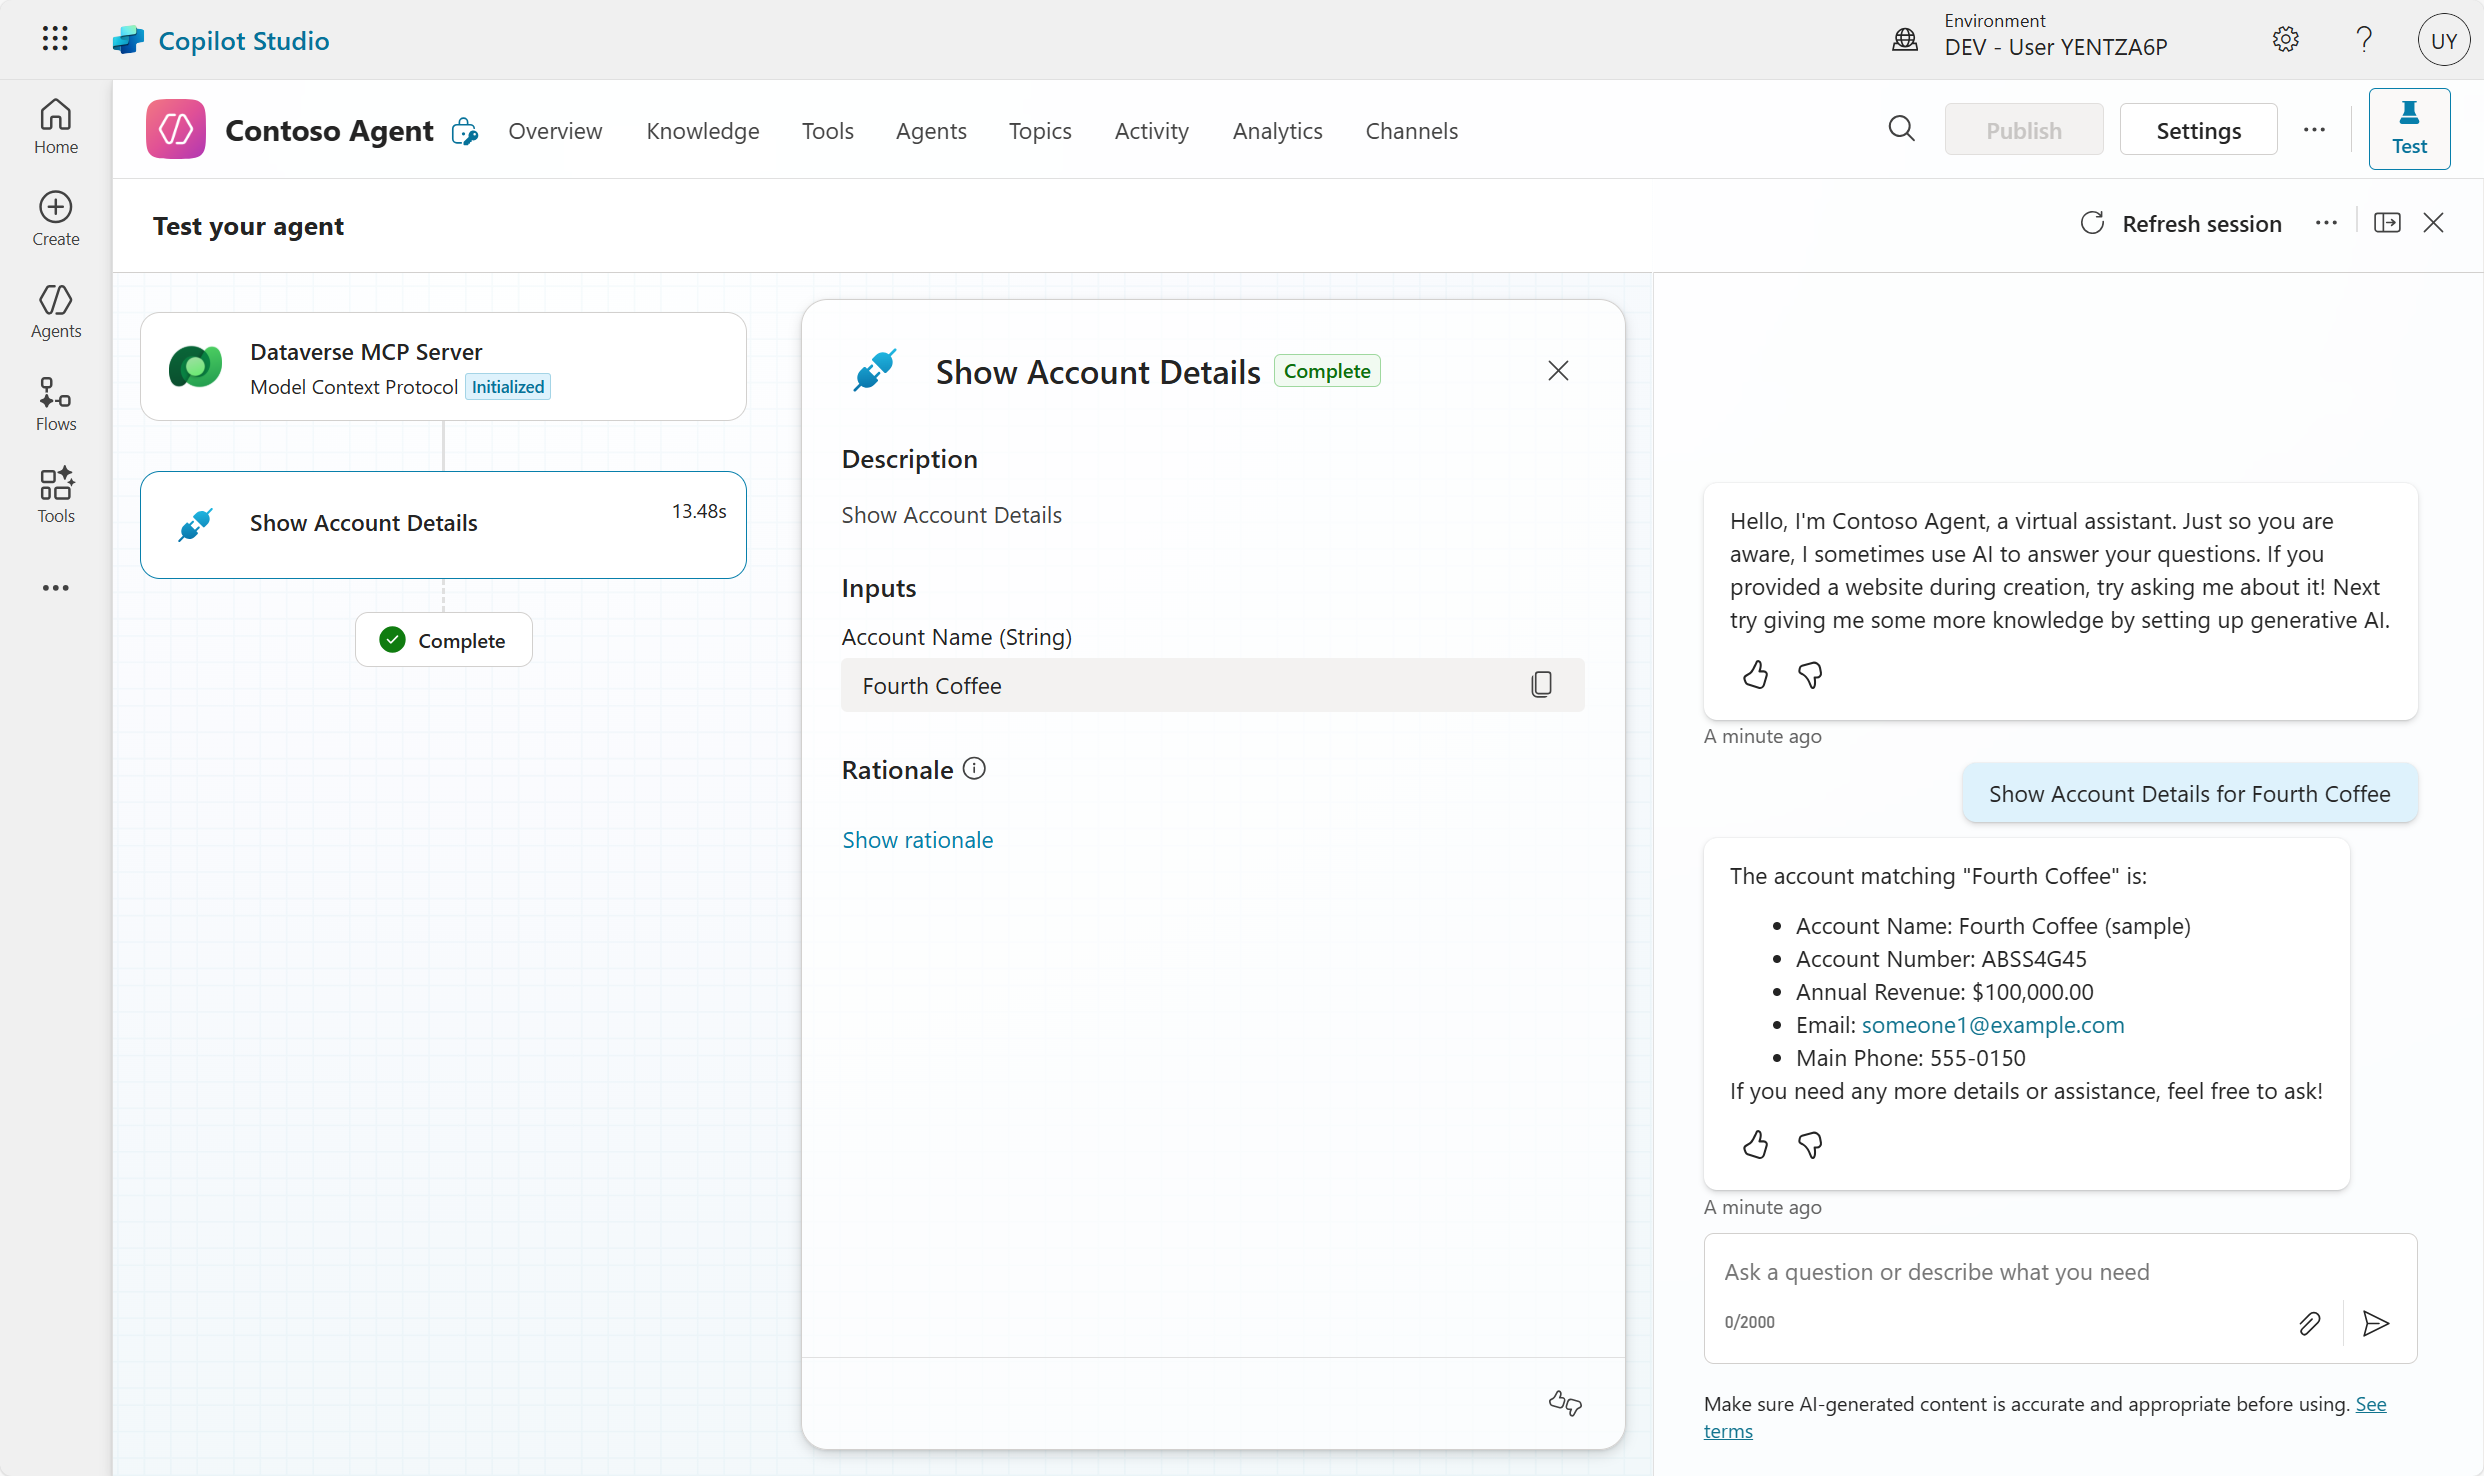 Copilot Studio
Environment
DEV - User YENTZA6P
UY
Home
Create
Agents
Flows
Tools
Contoso Agent
Overview
Knowledge
Tools
Agents
Topics
Activity
Analytics
Channels
Publish
Settings
Test
Test your agent
Refresh session
Dataverse MCP Server
Model Context Protocol Initialized
Show Account Details
13.48s
Complete
Show Account Details Complete
Description
Show Account Details
Inputs
Account Name (String)
Fourth Coffee
Rationale
Show rationale
Hello, I'm Contoso Agent, a virtual assistant. Just so you are
aware, I sometimes use AI to answer your questions. If you
provided a website during creation, try asking me about it! Next
try giving me some more knowledge by setting up generative AI.
A minute ago
Show Account Details for Fourth Coffee
The account matching "Fourth Coffee" is:
• Account Name: Fourth Coffee (sample)
• Account Number: ABSS4G45
• Annual Revenue: $100,000.00
• Email: someone1@example.com
• Main Phone: 555-0150
If you need any more details or assistance, feel free to ask!
A minute ago
Ask a question or describe what you need
0/2000
Make sure AI-generated content is accurate and appropriate before using. See
terms